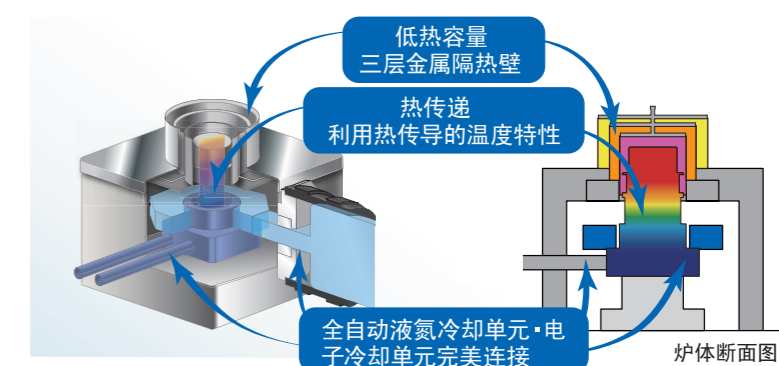 低热容量
三层金属隔热壁
热传递
利用热传导的温度特性
全自动液氮冷却单元▪电
子冷却单元完美连接
炉体断面图